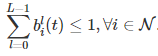 \sum_{l=0}^{L-1} b_i^l(t) \leq 1, \forall i \in \mathcal{N}.